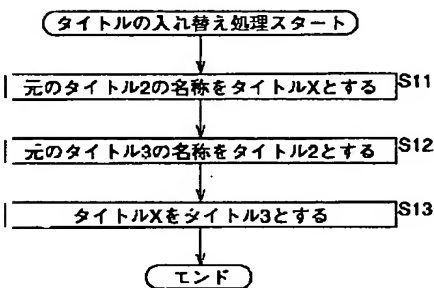 タイトルの入れ替え処理スタート
元のタイトル2の名称をタイトルXとする
S11
元のタイトル3の名称をタイトル2とする
S12
タイトルXをタイトル3とする
S13
エンド